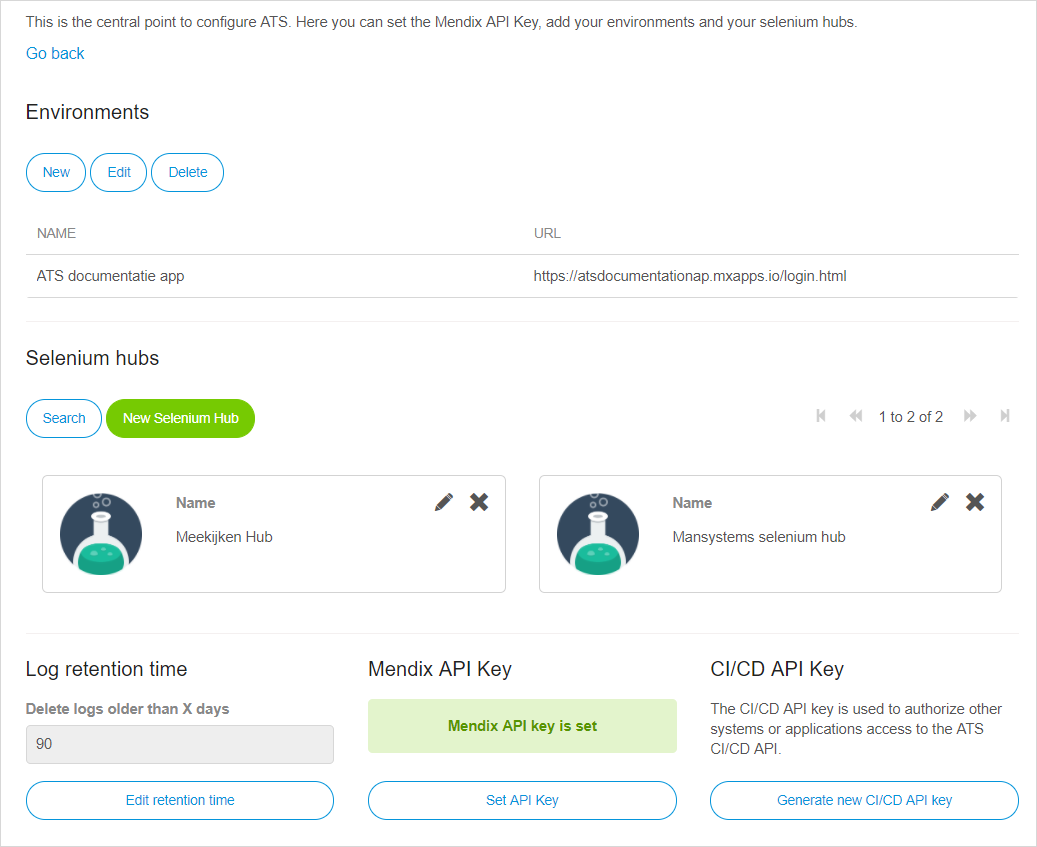 This is the central point to configure ATS. Here you can set the Mendix API Key, add your environments and your selenium hubs.
Go back
Environments
New Edit Delete
NAME URL
ATS documentatie app https://atsdocumentationap.mxapps.io/login.html
Selenium hubs
Search New Selenium Hub 1 to 2 of 2
Name
Meekijken Hub
Name
Mansystems selenium hub
Log retention time
Delete logs older than X days
90
Edit retention time
Mendix API Key
Mendix API key is set
Set API Key
CI/CD API Key
The CI/CD API key is used to authorize other
systems or applications access to the ATS
CI/CD API.
Generate new CI/CD API key